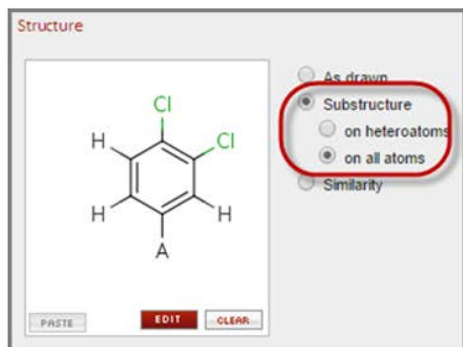 Structure
As drawn
Substructure
on heteroatoms
on all atoms
Similarity
Cl
Cl
H
H
H
A
PASTE
EDIT
CLEAR